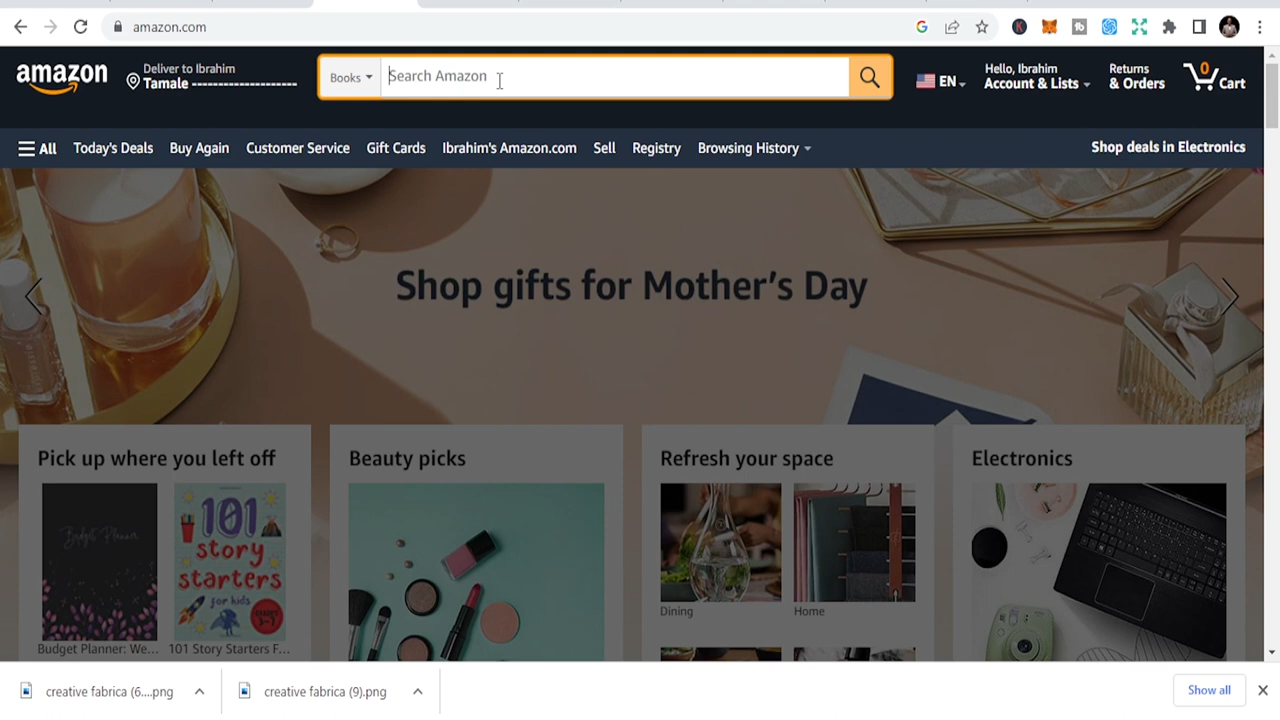 amazon.com
amazon
Deliver to Ibrahim
Tamale
Books
Search Amazon
EN
Hello, Ibrahim
Account & Lists
Returns
& Orders
0
Cart
All
Today's Deals
Buy Again
Customer Service
Gift Cards
Ibrahim's Amazon.com
Sell
Registry
Browsing History
Shop deals in Electronics
Shop gifts for Mother's Day
Pick up where you left off
Beauty picks
Refresh your space
Electronics
Budget Planner
101
story
starters
for kids
Dining
Home
Budget Planner: We...
101 Story Starters F...
creative fabrica (6....png
creative fabrica (9).png
Show all